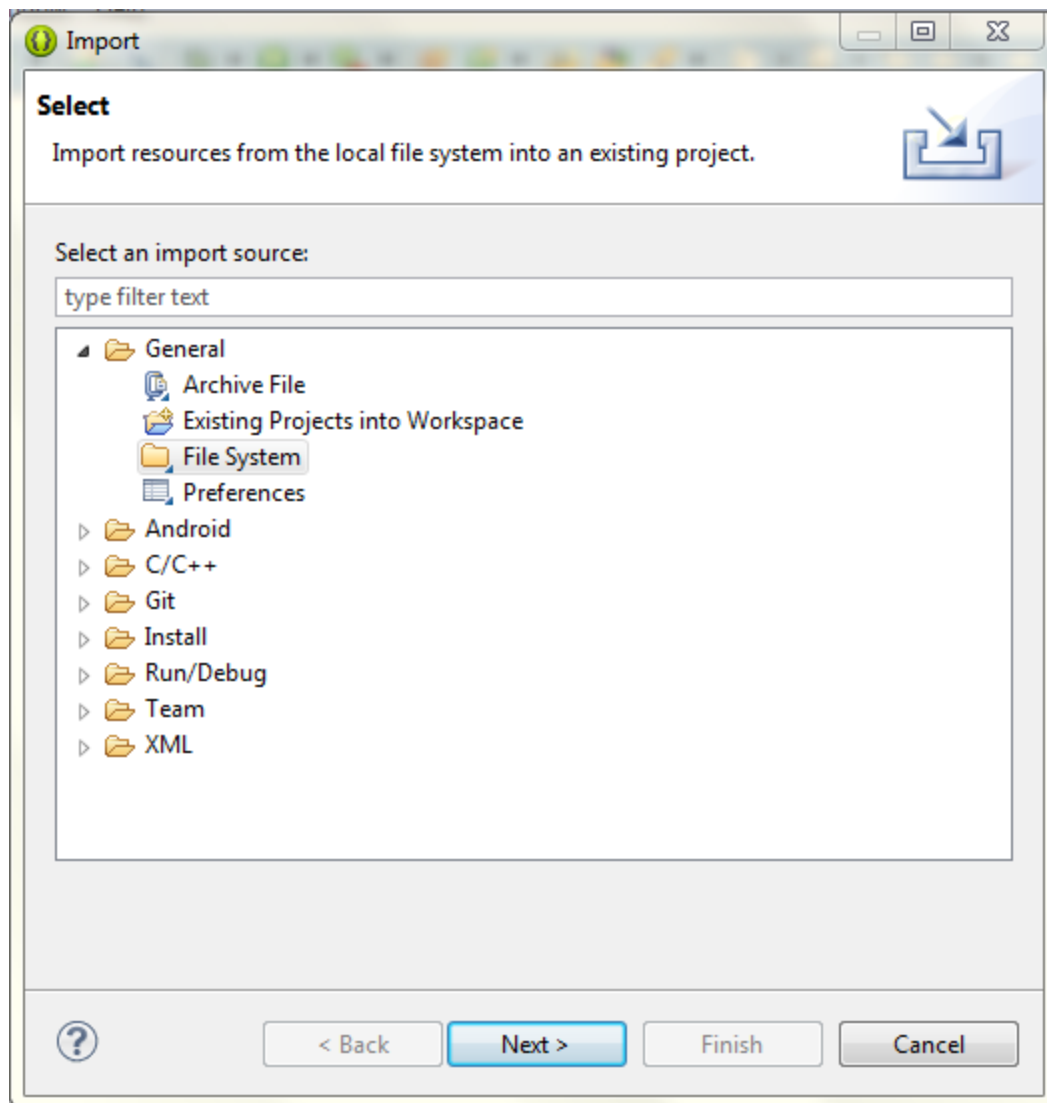 Import
Select
Import resources from the local file system into an existing project.
Select an import source:
type filter text
General
Archive File
Existing Projects into Workspace
File System
Preferences
Android
C/C++
Git
Install
Run/Debug
Team
XML
?
< Back Next > Finish Cancel